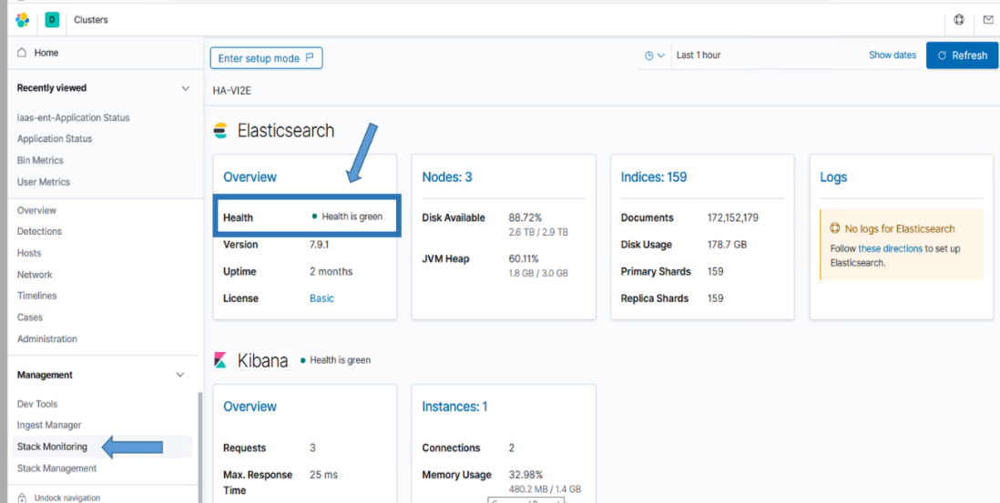 D Clusters
Home
Recently viewed
iaas-ent-Application Status
Application Status
Bin Metrics
User Metrics
Overview
Detections
Hosts
Network
Timelines
Cases
Administration
Management
Dev Tools
Ingest Manager
Stack Monitoring
Stack Management
Undock navigation
Enter setup mode
Last 1 hour
Show dates
Refresh
HA-VI2E
Elasticsearch
Overview
Health Health is green
Version 7.9.1
Uptime 2 months
License Basic
Nodes: 3
Disk Available 88.72%
2.6 TB / 2.9 TB
JVM Heap 60.11%
1.8 GB / 3.0 GB
Indices: 159
Documents 172,152,179
Disk Usage 178.7 GB
Primary Shards 159
Replica Shards 159
Logs
No logs for Elasticsearch
Follow these directions to set up
Elasticsearch.
Kibana Health is green
Overview
Requests 3
Max. Response 25 ms
Time
Instances: 1
Connections 2
Memory Usage 32.98%
480.2 MB / 1.4 GB